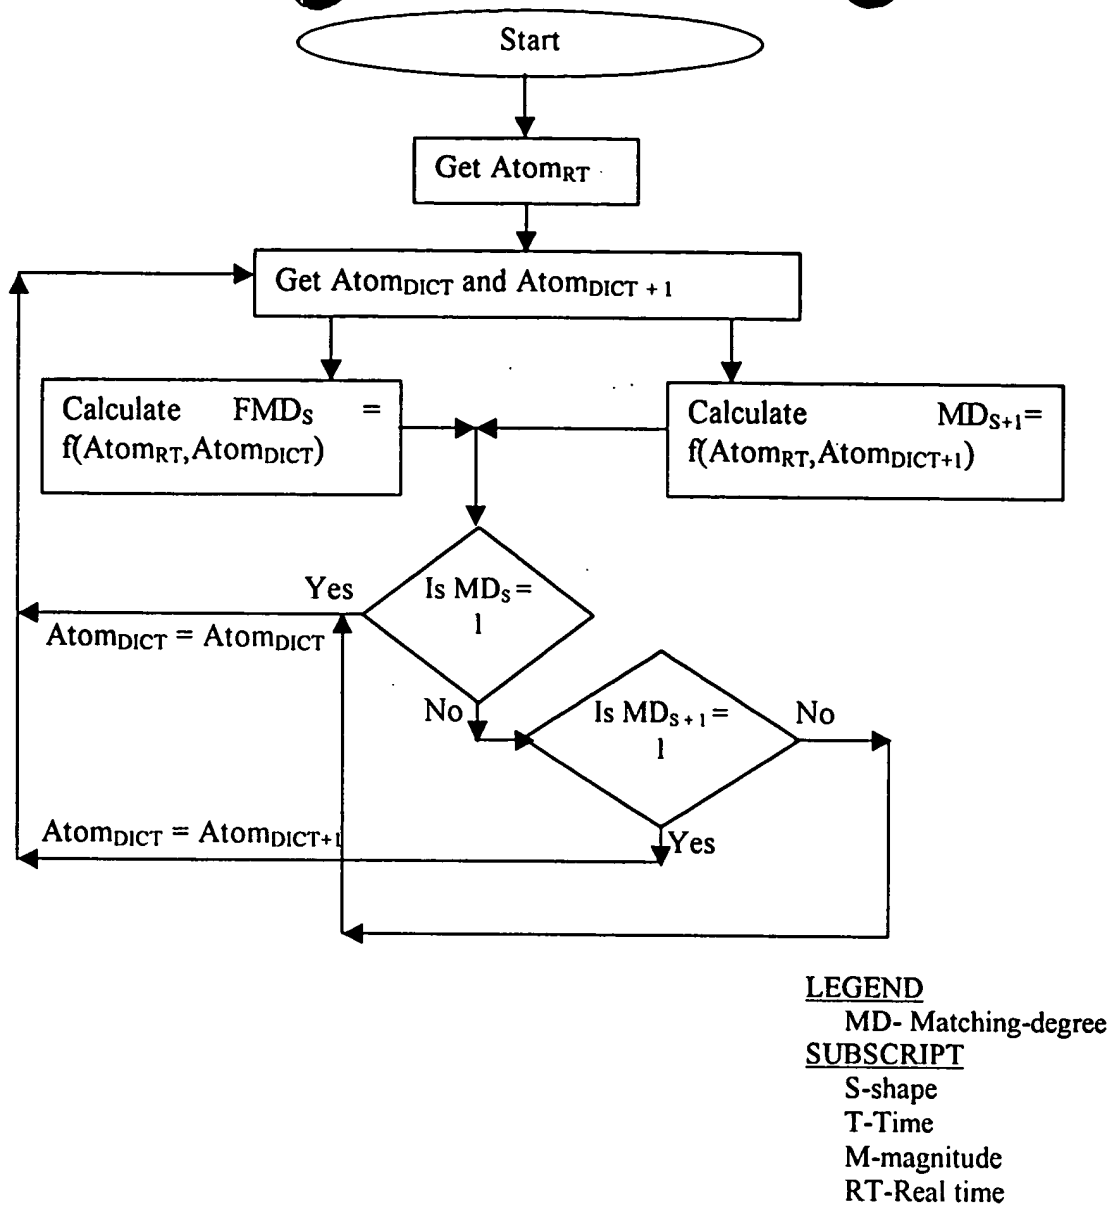 Start
Get AtomRT
Get AtomDICT and AtomDICT + 1
Calculate FMDS =
f(AtomRT,AtomDICT)
Calculate MDS+1=
f(AtomRT,AtomDICT+1)
Yes
Is MDS =
1
AtomDICT = AtomDICT
No
Is MDS + 1 =
1
No
AtomDICT = AtomDICT+1
Yes
LEGEND
MD- Matching-degree
SUBSCRIPT
S-shape
T-Time
M-magnitude
RT-Real time